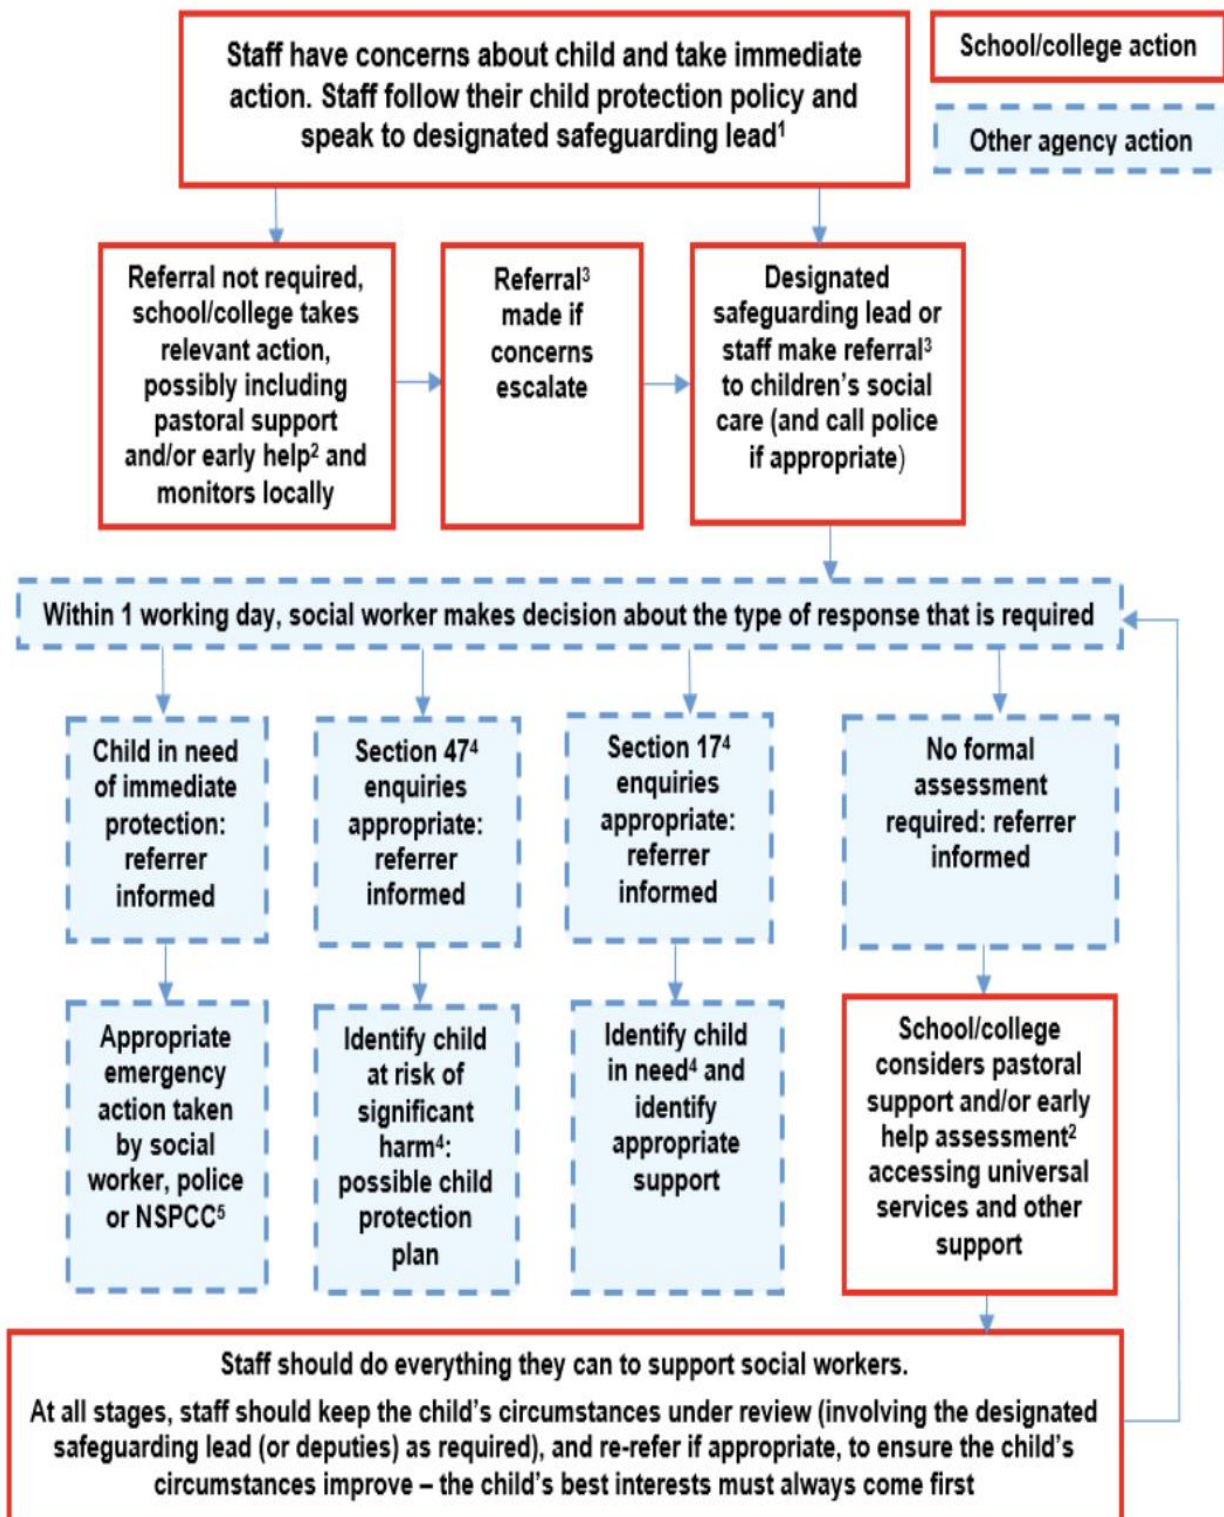 Staff have concerns about child and take immediate
action. Staff follow their child protection policy and
speak to designated safeguarding lead¹
School/college action
Other agency action
Referral not required,
school/college takes
relevant action,
possibly including
pastoral support
and/or early help² and
monitors locally
Referral³
made if
concerns
escalate
Designated
safeguarding lead or
staff make referral³
to children’s social
care (and call police
if appropriate)
Within 1 working day, social worker makes decision about the type of response that is required
Child in need
of immediate
protection:
referrer
informed
Section 47⁴
enquiries
appropriate:
referrer
informed
Section 17⁴
enquiries
appropriate:
referrer
informed
No formal
assessment
required: referrer
informed
Appropriate
emergency
action taken
by social
worker, police
or NSPCC⁵
Identify child
at risk of
significant
harm⁴:
possible child
protection
plan
Identify child
in need⁴ and
identify
appropriate
support
School/college
considers pastoral
support and/or early
help assessment²
accessing universal
services and other
support
Staff should do everything they can to support social workers.
At all stages, staff should keep the child’s circumstances under review (involving the designated
safeguarding lead (or deputies) as required), and re-refer if appropriate, to ensure the child’s
circumstances improve – the child’s best interests must always come first